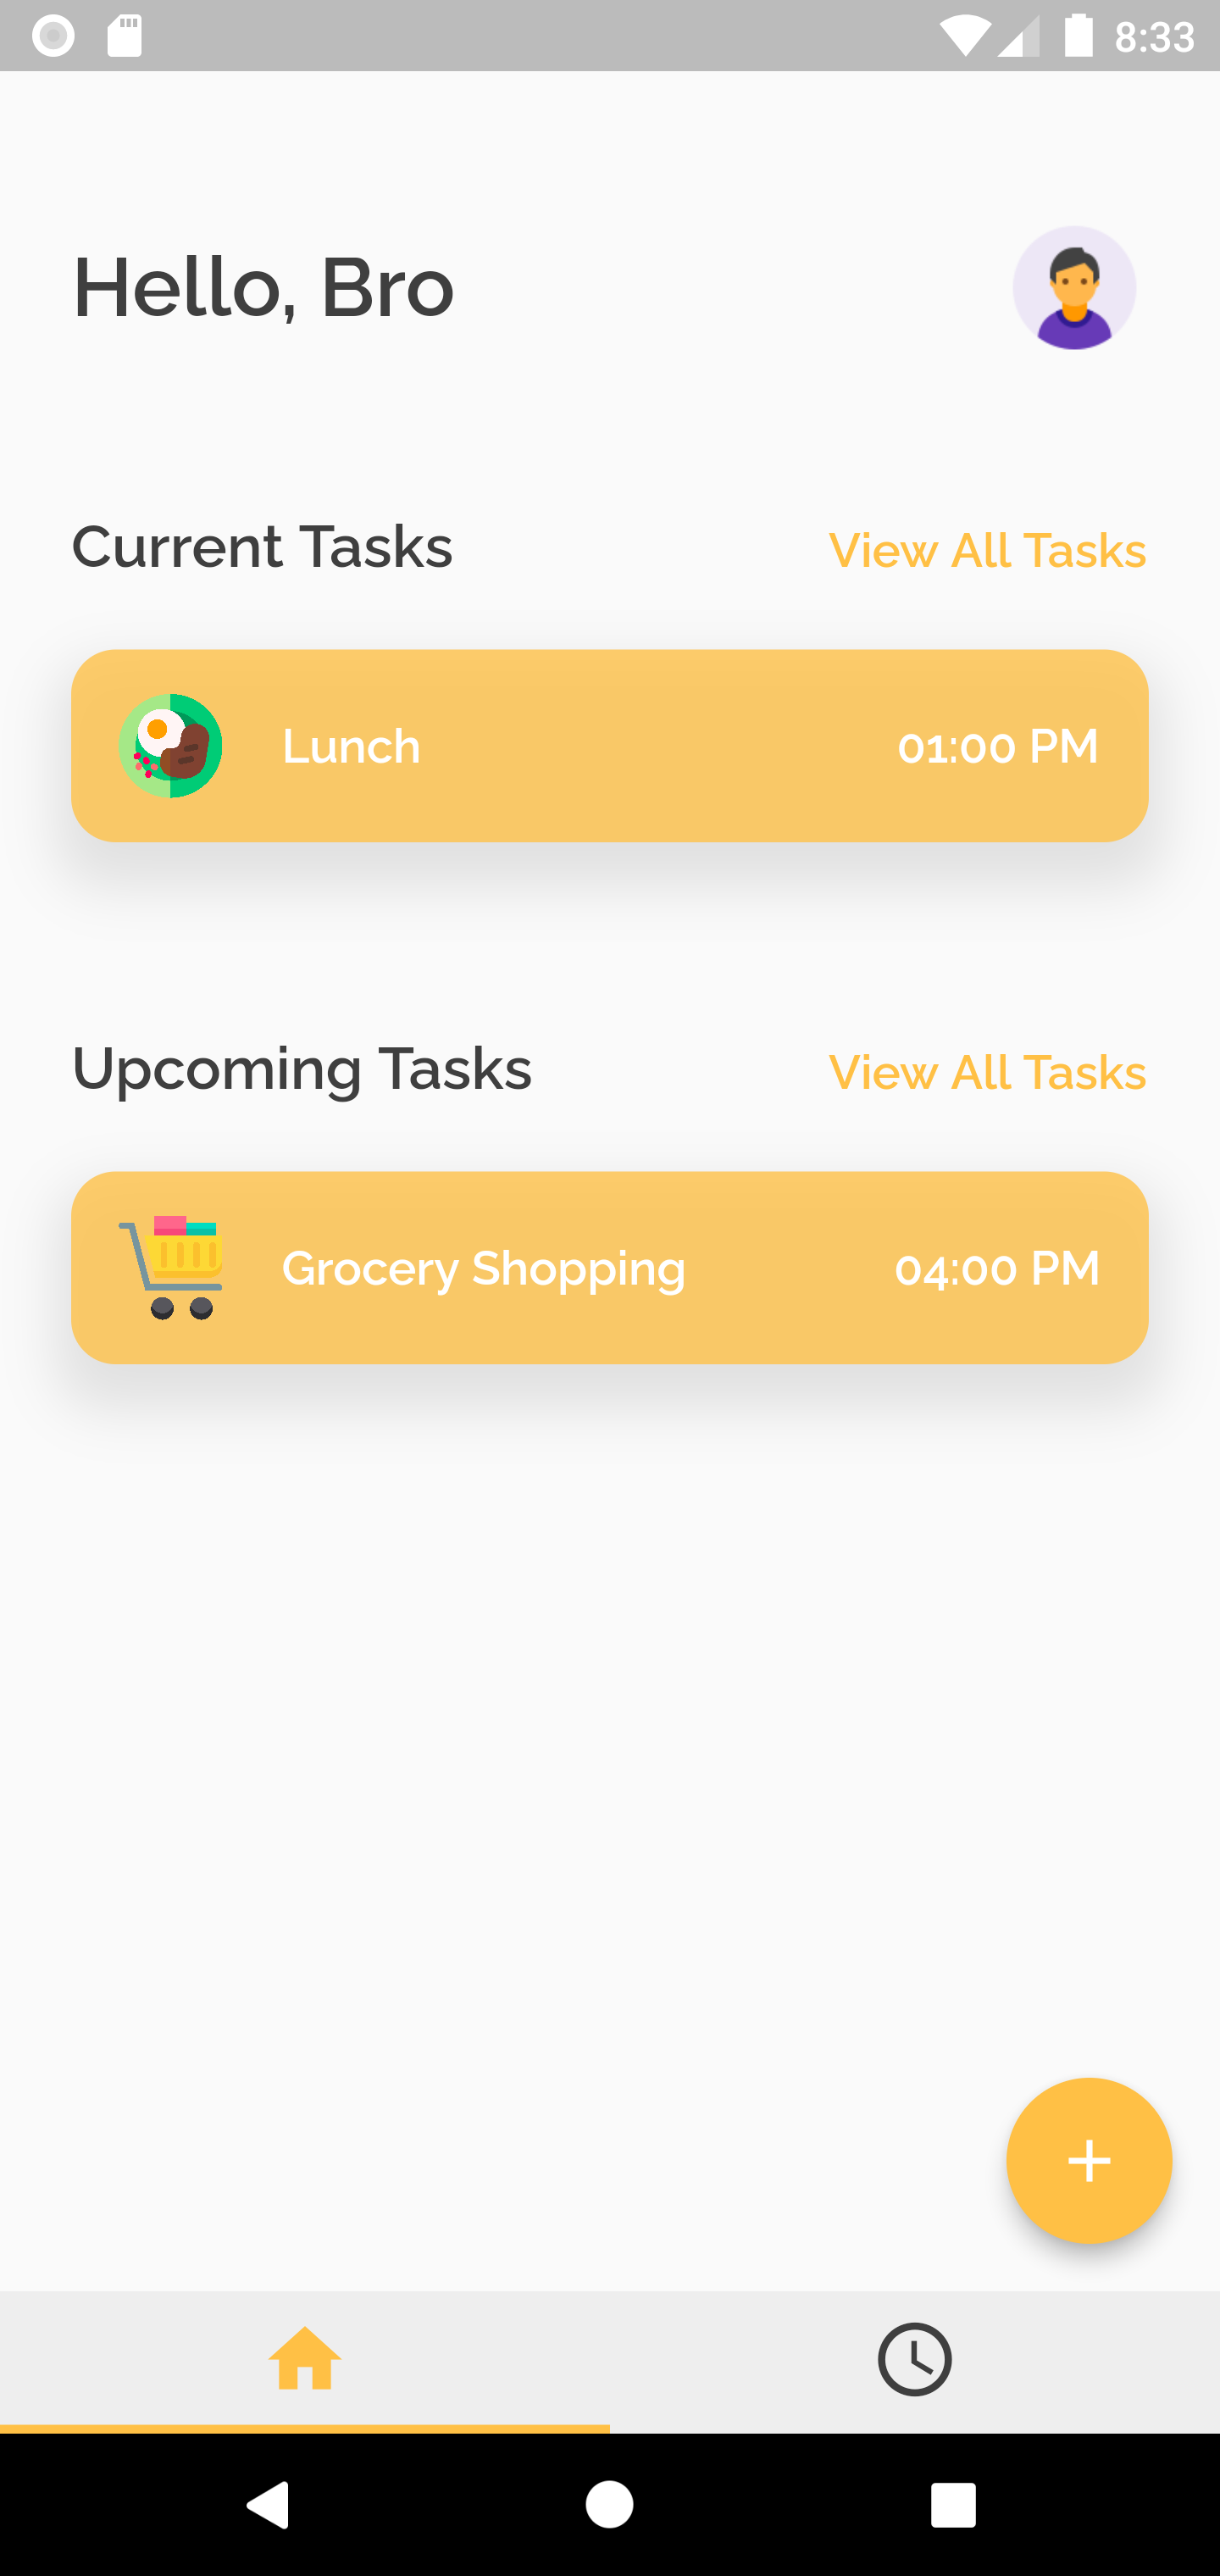 8:33
Hello, Bro
Current Tasks
View All Tasks
Lunch
01:00 PM
Upcoming Tasks
View All Tasks
Grocery Shopping
04:00 PM